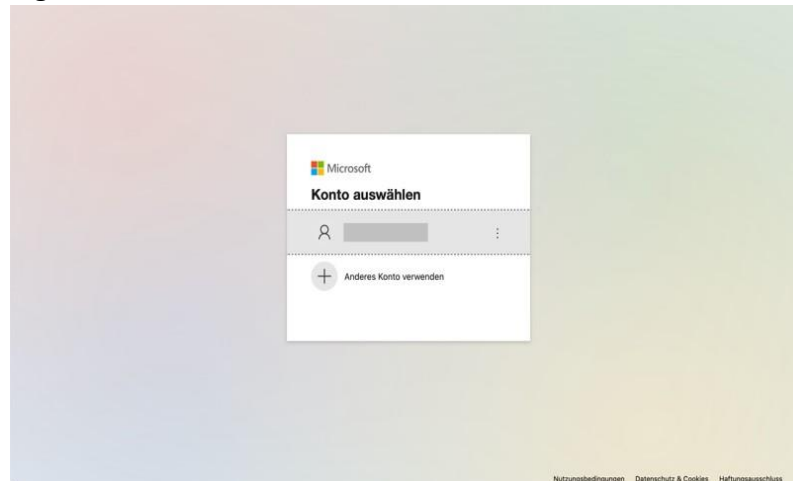 Microsoft
Konto auswählen
Anderes Konto verwenden
Nutzungsbedingungen Datenschutz & Cookies Haftungsausschluss